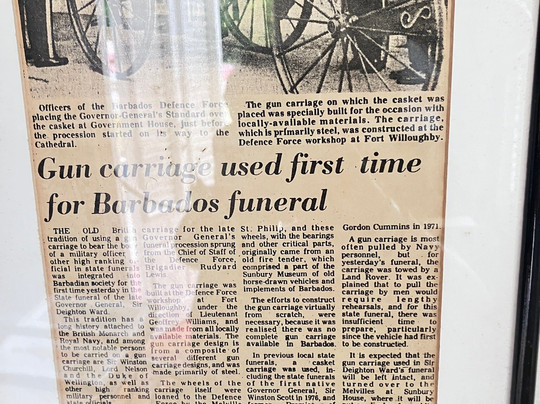 Officers of the Barbados Defence Force
placing the Governor-General's Standard over
the casket at Government House, just before
the procession started on its way to the
Cathedral.
The gun carriage on which the casket was
placed was specially built for the occasion with
locally-available materials. The carriage,
which is primarily steel, was constructed at the
Defence Force workshop at Fort Willoughby.
Gun carriage used first time
for Barbados funeral
THE OLD British
tradition of using a gun
carriage to bear the body
of a military officer or
other high ranking of-
ficial in state funerals
was integrated into
Barbadian society for the
first time yesterday in the
State funeral of the late
Governor General, Sir
Deighton Ward.
This tradition has a
long history attached to
the British Monarch and
Royal Navy, and among
the most notable persons
to be carried on a gun
carriage are Sir Winston
Churchill, Lord Nelson
and the Duke of
Wellington, as well as
other high ranking
military personnel and
state officials.
carriage for the late
Governor General's
funeral procession sprung
from the Chief of Staff of
the Defence Force,
Brigadier Rudyard
Lewis.
The gun carriage was
built at the Defence Force
workshop at Fort
Willoughby under the
direction of Lieutenant
Geoffrey Williams, and
was made from all locally
available materials. The
gun carriage design is
from a composite of
several different gun
carriage designs, and was
made primarily of steel.
The wheels of the
carriage itself were
loaned to the Defence
Force by the Melville
St. Philip, and these
wheels, with the bearings
and other critical parts,
originally came from an
old fire tender, which
comprised a part of the
Sunbury Museum of old
horse-drawn vehicles and
implements of Barbados.
The efforts to construct
the gun carriage virtually
from scratch, were
necessary, because it was
realised there was no
complete gun carriage
available in Barbados.
In previous local state
funerals, a casket
carriage was used, in-
cluding the state funerals
of the first native
Governor General, Sir
Winston Scott in 1976, and
Gordon Cummins in 1971
A gun carriage is most
often pulled by Navy
personnel, but for
yesterday's funeral, the
carriage was towed by a
Land Rover. It was ex-
plained that to pull the
carriage by men would
require lengthy
rehearsals, and for this
state funeral, there was
insufficient time to
prepare, particularly
since the vehicle had first
to be constructed.
It is expected that the
gun carriage used in Sir
Deighton Ward's funeral
will be left intact, and
turned over to the
Melvilles at Sunbury
House, where it will be